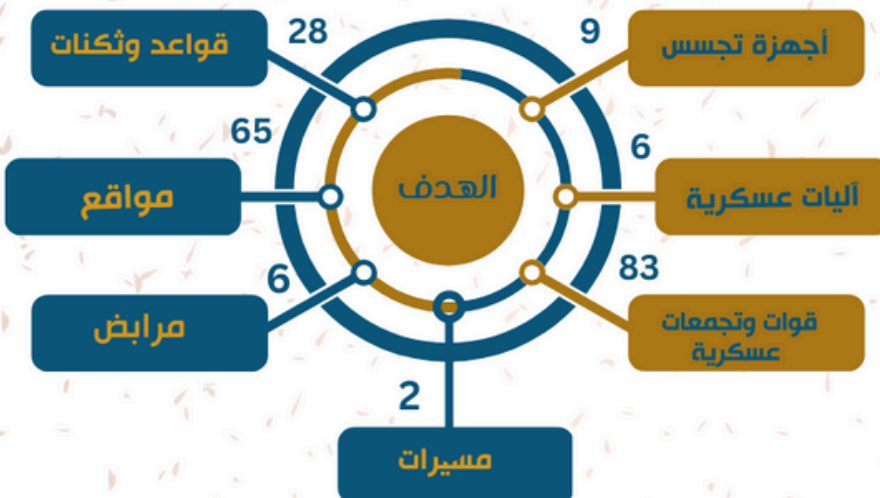 أجهزة تجسس
9
28
قواعد وثكنات
آليات عسكرية
6
الهدف
65
مواقع
قوات وتجمعات
عسكرية
83
6
مرابض
2
مسيرات